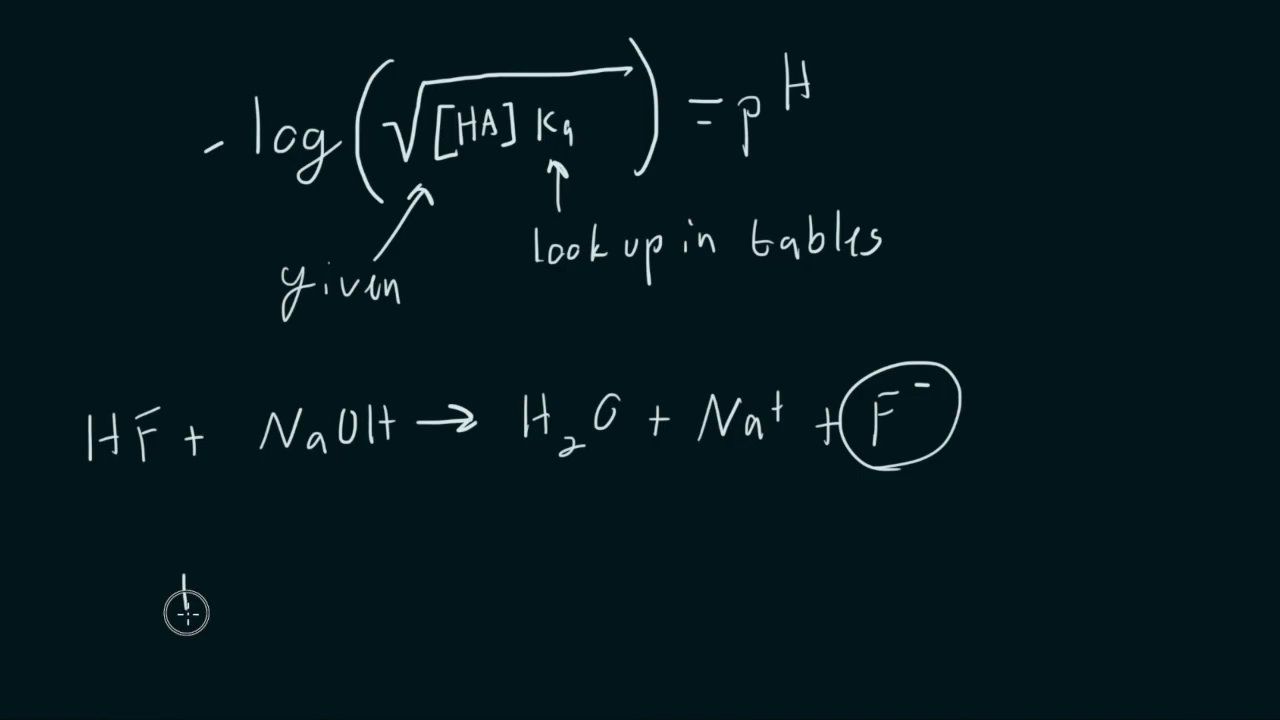 - log(√[HA] Ka) = pH
given
look up in tables
HF + NaOH → H₂O + Na⁺ + F⁻